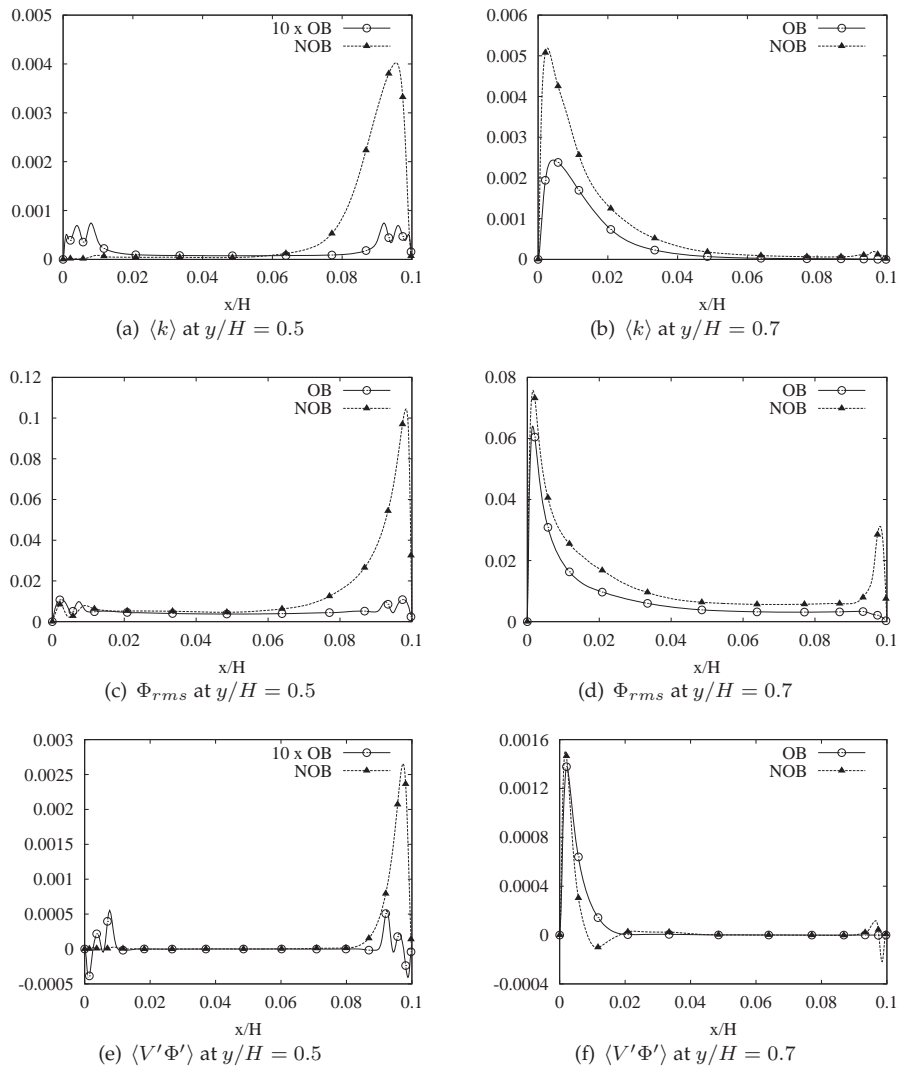 0.005
0.004
0.003
0.002
0.001
0
0 0.02 0.04 0.06 0.08 0.1
x/H
10 x OB
NOB
(a) ⟨k⟩ at y/H = 0.5
0.006
0.005
0.004
0.003
0.002
0.001
0
0 0.02 0.04 0.06 0.08 0.1
x/H
OB
NOB
(b) ⟨k⟩ at y/H = 0.7
0.12
0.1
0.08
0.06
0.04
0.02
0
0 0.02 0.04 0.06 0.08 0.1
x/H
OB
NOB
(c) Φrms at y/H = 0.5
0.08
0.06
0.04
0.02
0
0 0.02 0.04 0.06 0.08 0.1
x/H
OB
NOB
(d) Φrms at y/H = 0.7
0.003
0.0025
0.002
0.0015
0.001
0.0005
0
-0.0005
0 0.02 0.04 0.06 0.08 0.1
x/H
10 x OB
NOB
(e) ⟨V′Φ′⟩ at y/H = 0.5
0.0016
0.0012
0.0008
0.0004
0
-0.0004
0 0.02 0.04 0.06 0.08 0.1
x/H
OB
NOB
(f) ⟨V′Φ′⟩ at y/H = 0.7